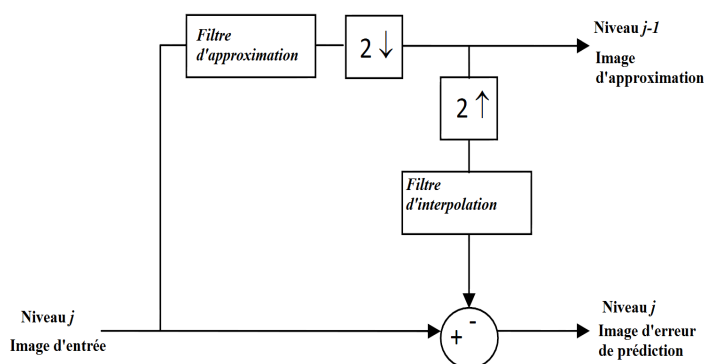 Filtre
d'approximation
2 ↓
Niveau j-1
Image
d'approximation
2 ↑
Filtre
d'interpolation
Niveau j
Image d'entrée
+ -
Niveau j
Image d'erreur
de prédiction